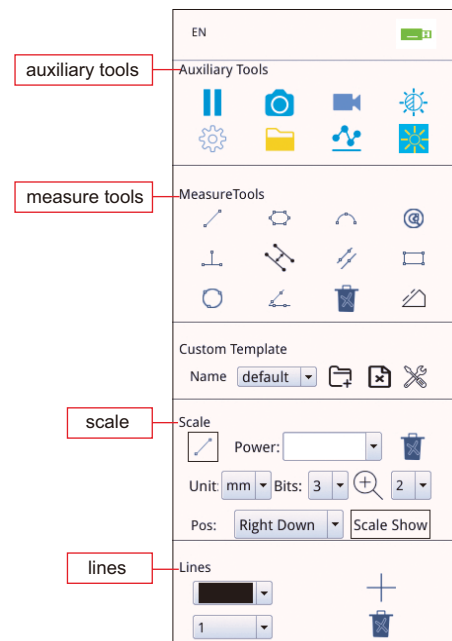 EN
auxiliary tools
Auxiliary Tools
measure tools
MeasureTools
Custom Template
Name default
scale
Scale
Power:
Unit: mm Bits: 3 2
Pos: Right Down Scale Show
lines
Lines
1